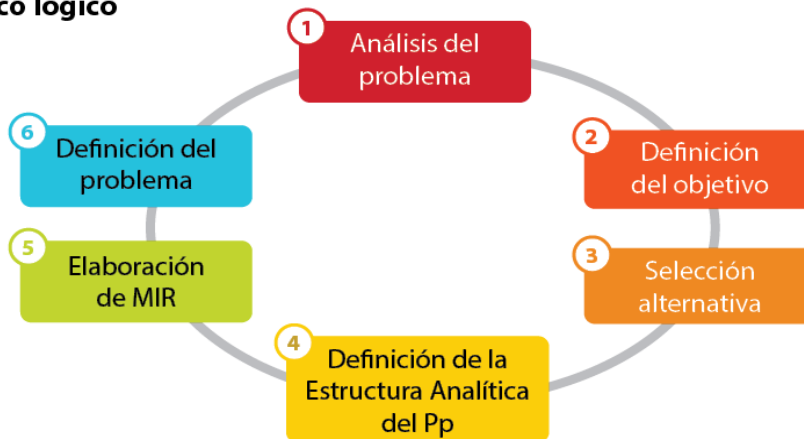 co lógico
1
Análisis del
problema
2
Definición
del objetivo
3
Selección
alternativa
4
Definición de la
Estructura Analítica
del Pp
5
Elaboración
de MIR
6
Definición del
problema